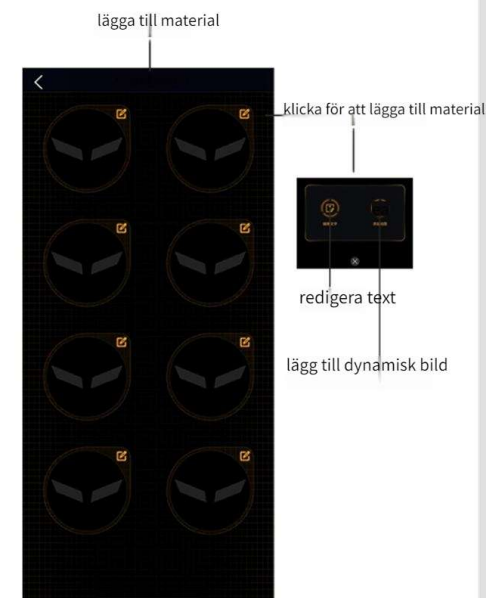 lägga till material
klicka för att lägga till material
redigera text
lägg till dynamisk bild